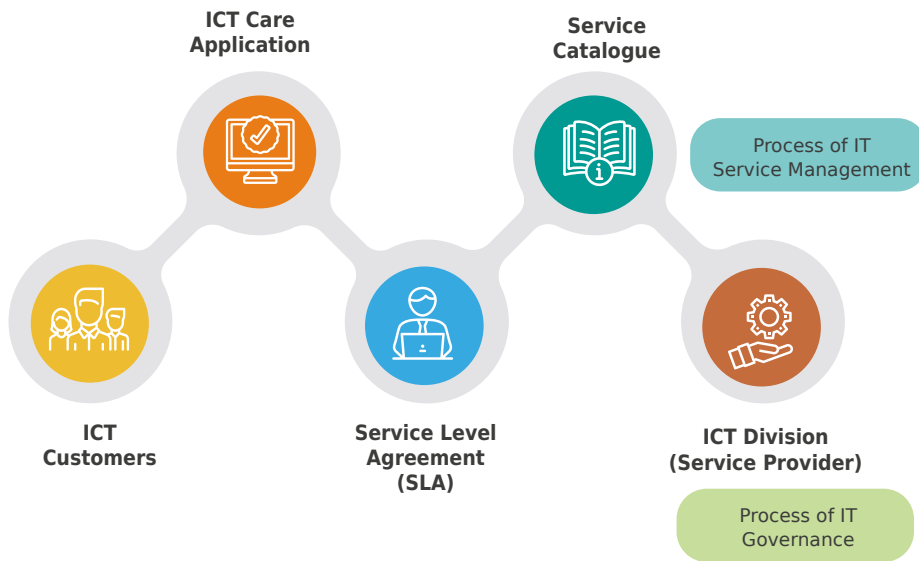 ICT Care
Application
Service
Catalogue
Process of IT
Service Management
i
ICT
Customers
Service Level
Agreement
(SLA)
ICT Division
(Service Provider)
Process of IT
Governance